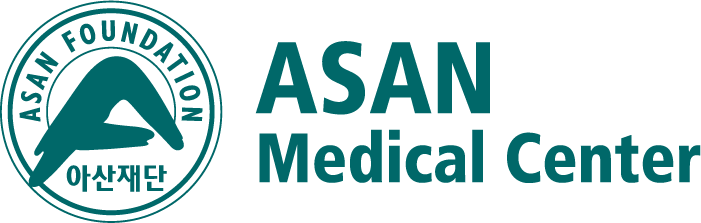 ASAN FOUNDATION
아산재단
ASAN
Medical Center